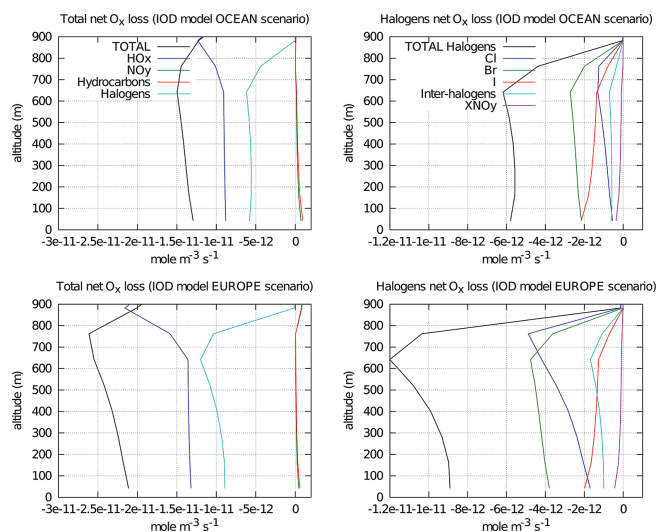 Total net Ox loss (IOD model OCEAN scenario)
900
800
700
600
500
400
300
200
100
0
altitude (m)
TOTAL
HOx
NOy
Hydrocarbons
Halogens
-3e-11 -2.5e-11 -2e-11 -1.5e-11 -1e-11 -5e-12 0
mole m-3 s-1
Halogens net Ox loss (IOD model OCEAN scenario)
900
800
700
600
500
400
300
200
100
0
altitude (m)
TOTAL Halogens
Cl
Br
I
Inter-halogens
XNOy
-1.2e-11 -1e-11 -8e-12 -6e-12 -4e-12 -2e-12 0
mole m-3 s-1
Total net Ox loss (IOD model EUROPE scenario)
900
800
700
600
500
400
300
200
100
0
altitude (m)
-3e-11 -2.5e-11 -2e-11 -1.5e-11 -1e-11 -5e-12 0
mole m-3 s-1
Halogens net Ox loss (IOD model EUROPE scenario)
900
800
700
600
500
400
300
200
100
0
altitude (m)
-1.2e-11 -1e-11 -8e-12 -6e-12 -4e-12 -2e-12 0
mole m-3 s-1